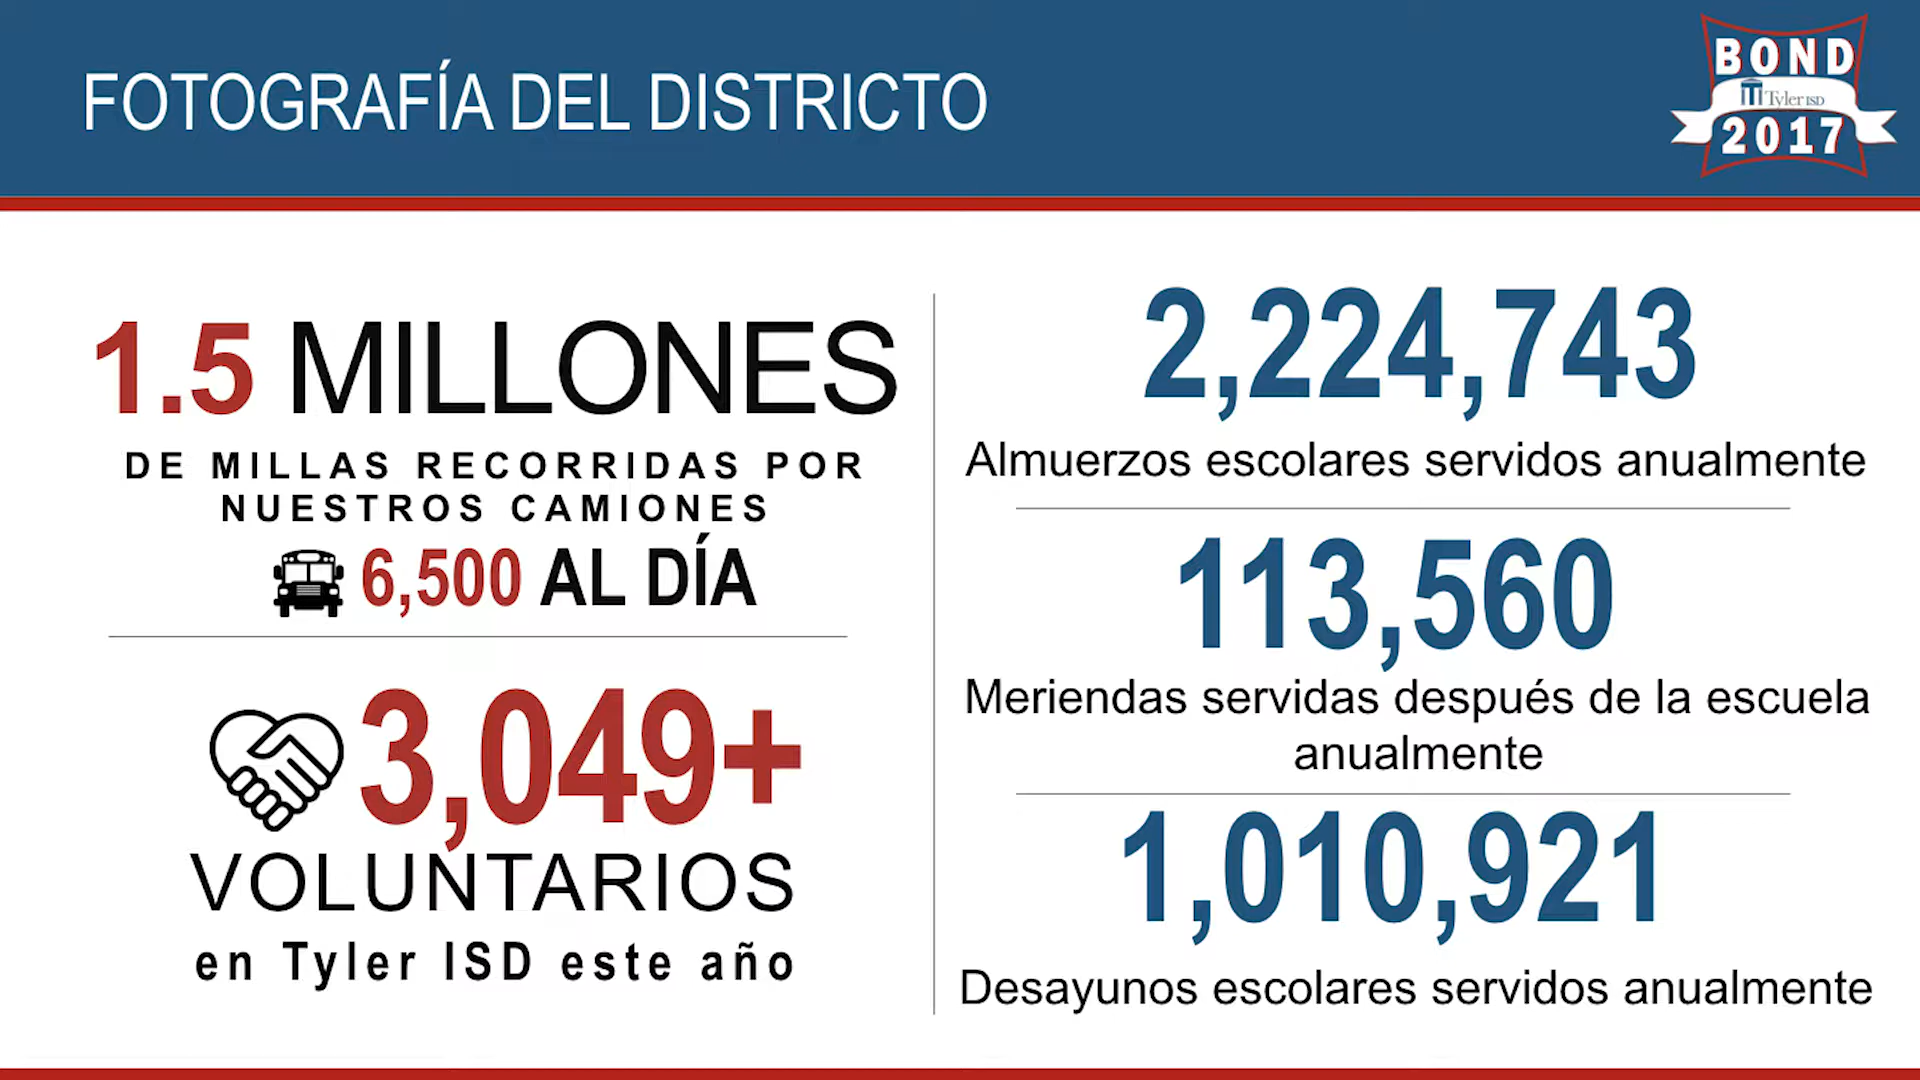 FOTOGRAFÍA DEL DISTRICTO
BOND
Tyler ISD
2017
1.5 MILLONES
DE MILLAS RECORRIDAS POR
NUESTROS CAMIONES
6,500 AL DÍA
3,049+
VOLUNTARIOS
en Tyler ISD este año
2,224,743
Almuerzos escolares servidos anualmente
113,560
Meriendas servidas después de la escuela
anualmente
1,010,921
Desayunos escolares servidos anualmente